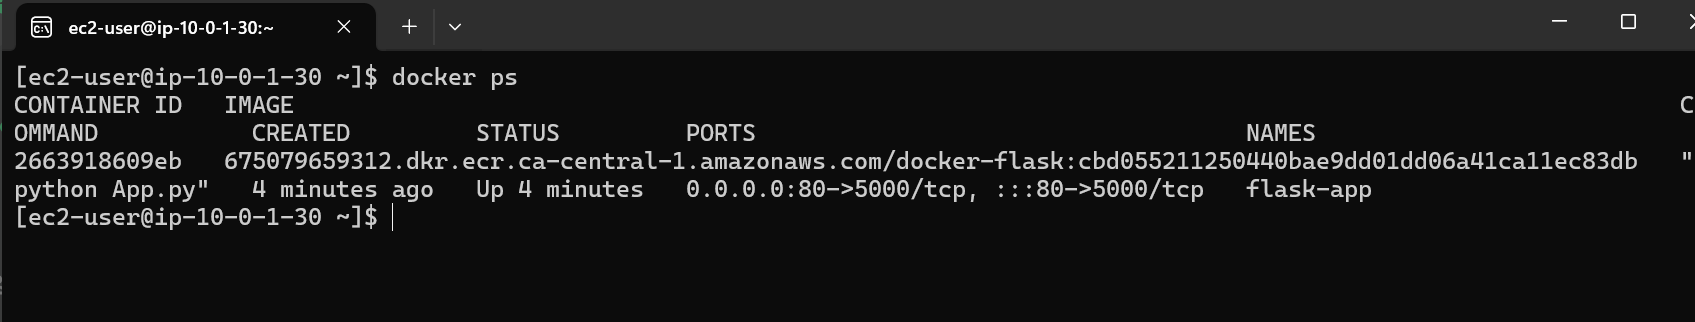 ec2-user@ip-10-0-1-30:~
[ec2-user@ip-10-0-1-30 ~]$ docker ps
CONTAINER ID   IMAGE                                                                                                   C
OMMAND           CREATED         STATUS         PORTS                                   NAMES
2663918609eb   675079659312.dkr.ecr.ca-central-1.amazonaws.com/docker-flask:cbd055211250440bae9dd01dd06a41ca11ec83db   "
python App.py"   4 minutes ago   Up 4 minutes   0.0.0.0:80->5000/tcp, :::80->5000/tcp   flask-app
[ec2-user@ip-10-0-1-30 ~]$